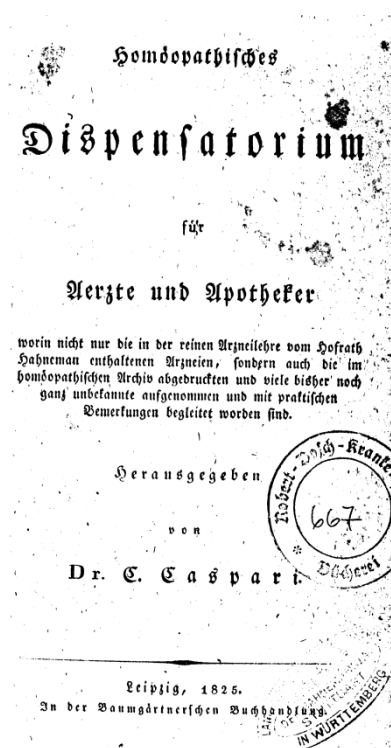 Homöopathisches
Dispensatorium
für
Aerzte und Apotheker
worin nicht nur die in der reinen Arzneilehre vom Hofrath
Hahneman enthaltenen Arzneien, sondern auch die im
homöopathischen Archiv abgedruckten und viele bisher noch
ganz unbekannte aufgenommen und mit praktischen
Bemerkungen begleitet worden sind.
Herausgegeben
von
Dr. C. Caspari.
Robert-Bosch-Kranke
667
* Bücherei
Leipzig, 1825.
In der Baumgärtnerschen Buchhandlung.
IN WÜRTTEMBERG